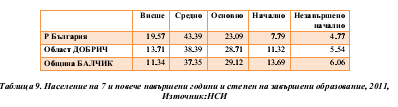 Висше Средно Основно Начално Незавършено
начално
Р България 19.57 43.39 23.09 7.79 4.77
Област ДОБРИЧ 13.71 38.39 28.71 11.32 5.54
Община БАЛЧИК 11.34 37.35 29.12 13.69 6.06
Таблица 9. Население на 7 и повече навършени години и степен на завършени образование, 2011,
Източник:НСИ